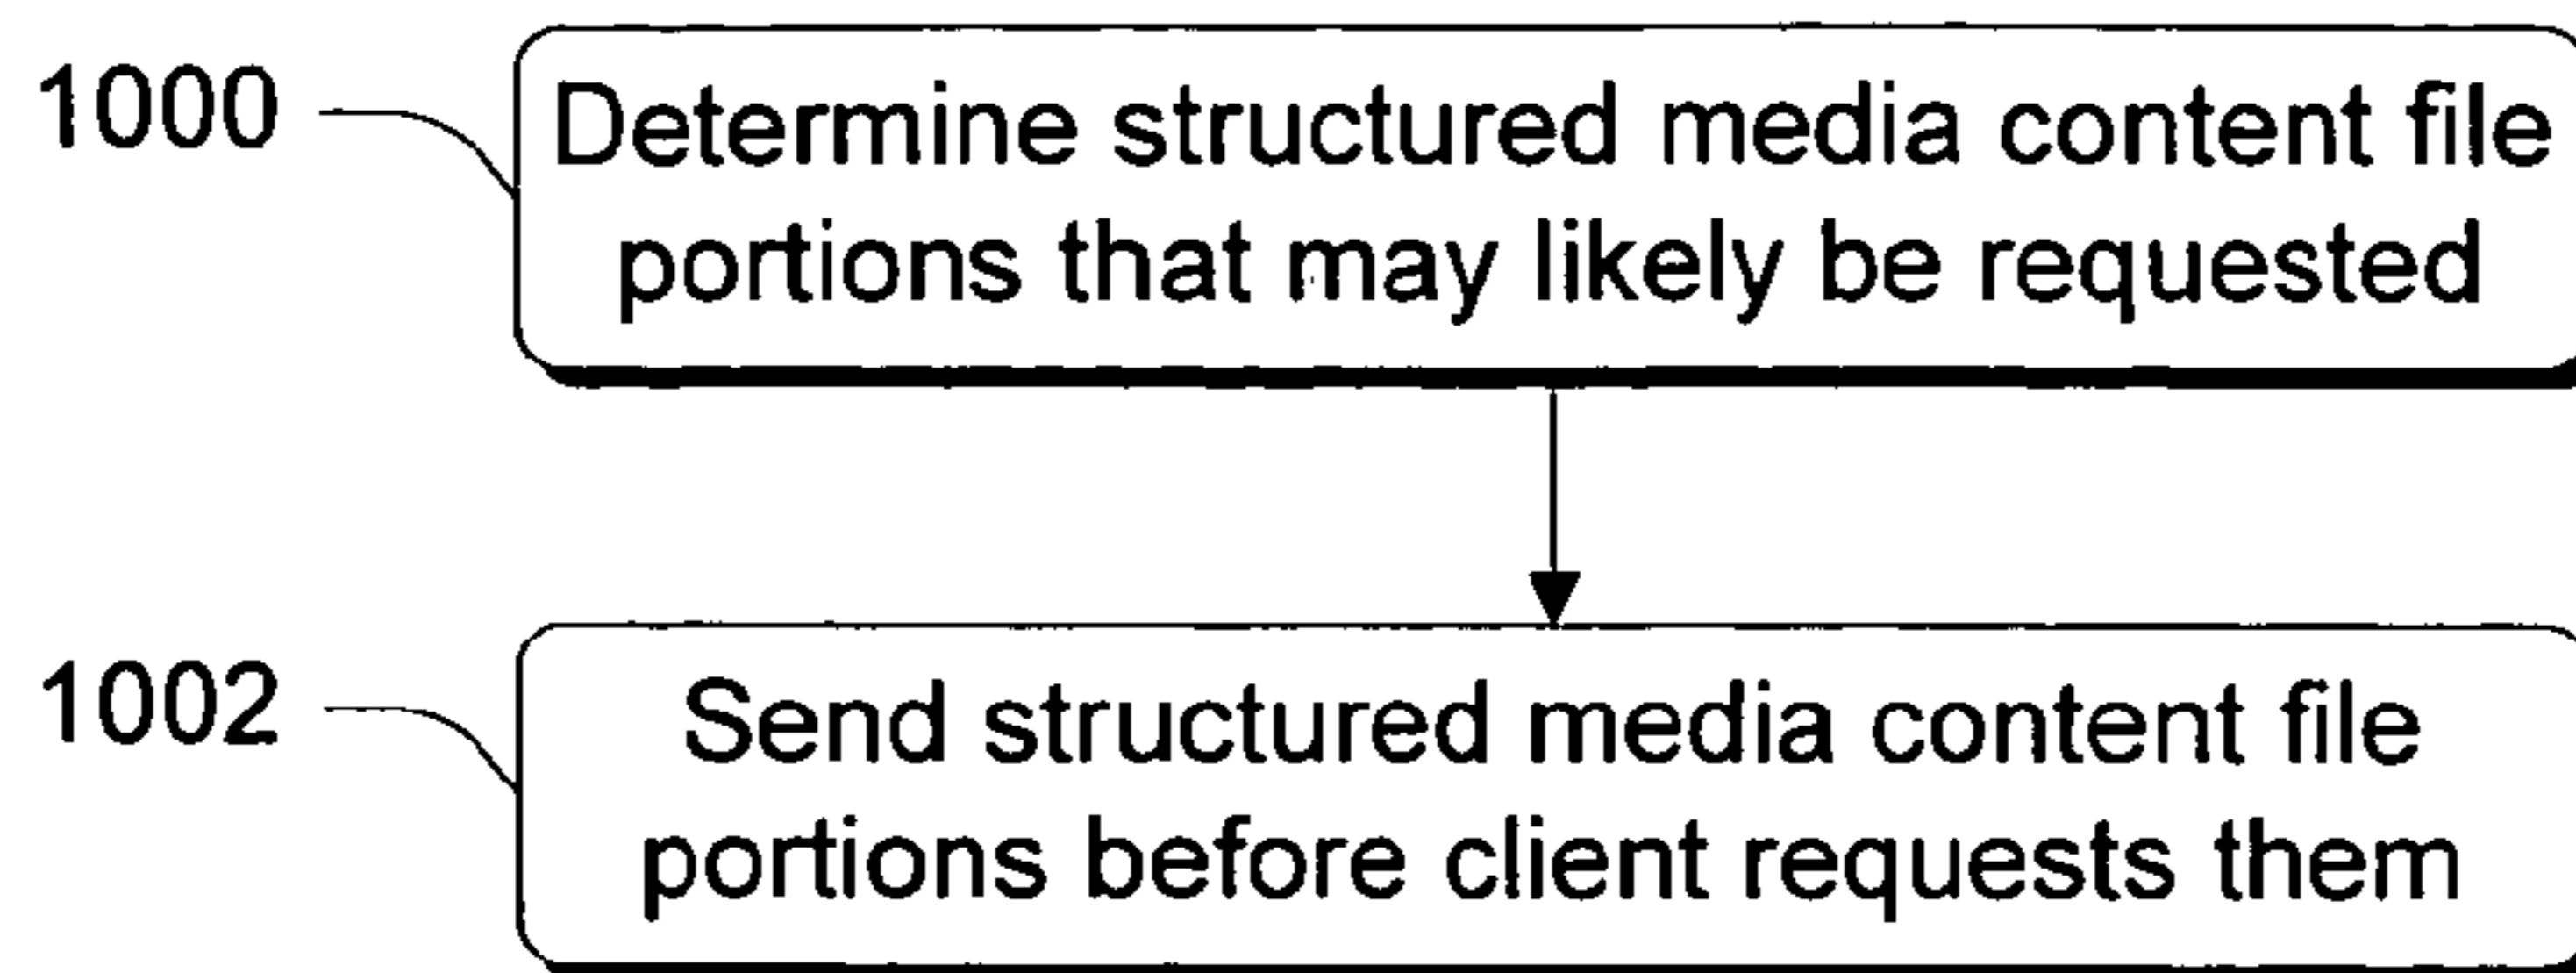 1000
Determine structured media content file
portions that may likely be requested
1002
Send structured media content file
portions before client requests them